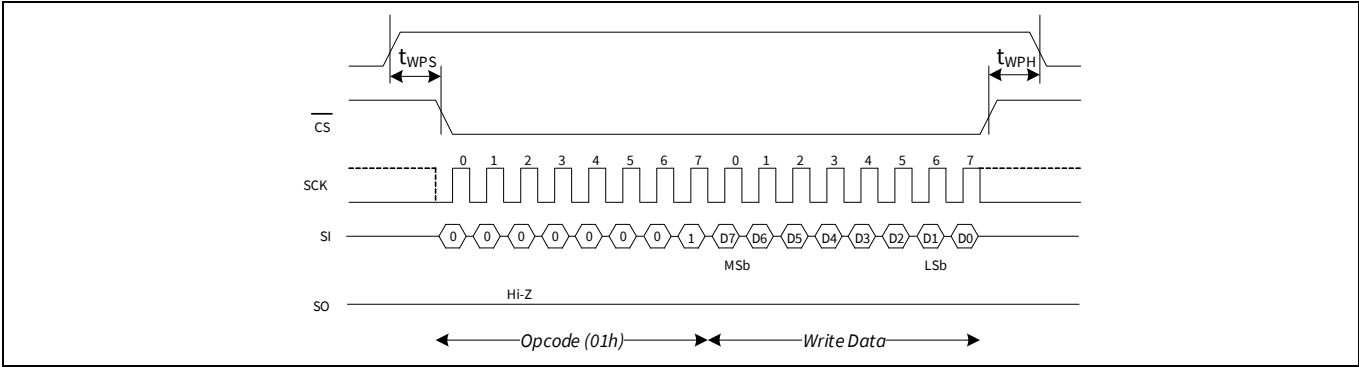 tWPS
tWPH
CS
0 1 2 3 4 5 6 7 0 1 2 3 4 5 6 7
SCK
SI 0 0 0 0 0 0 0 1 D7 D6 D5 D4 D3 D2 D1 D0
MSb LSb
Hi-Z
SO
Opcode (01h) Write Data